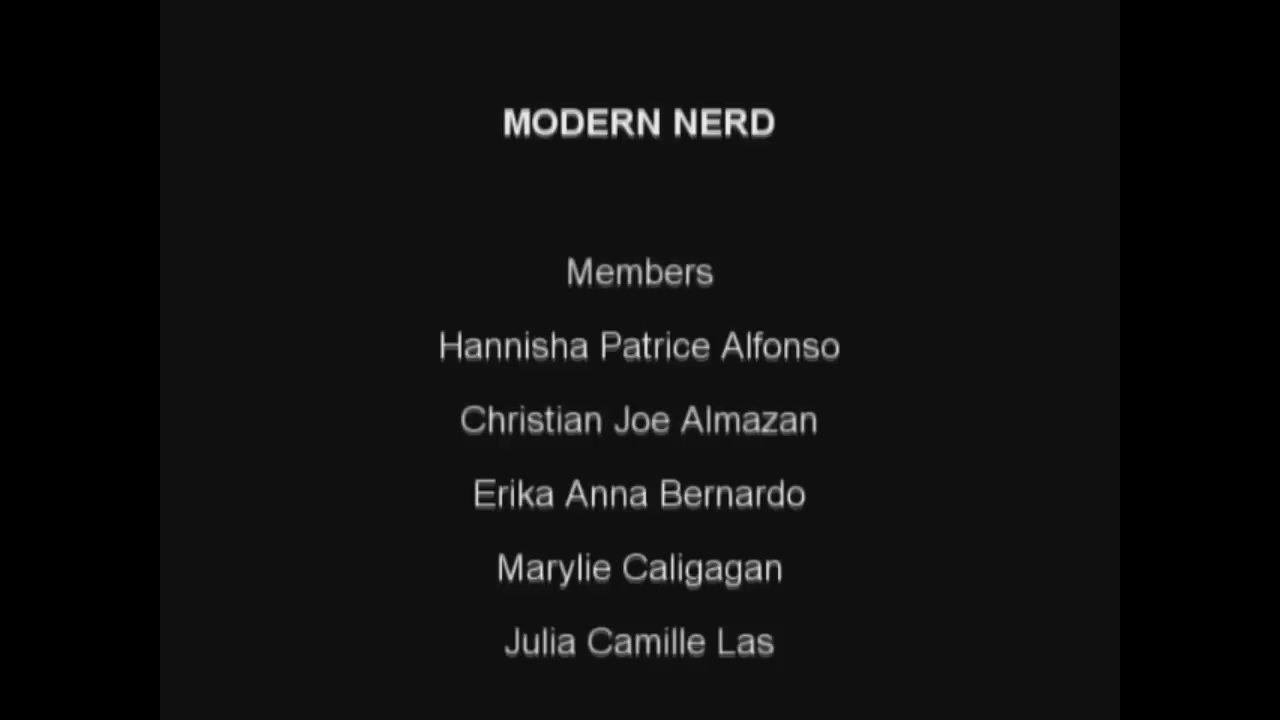 MODERN NERD
Members
Hannisha Patrice Alfonso
Christian Joe Almazan
Erika Anna Bernardo
Marylie Caligagan
Julia Camille Las